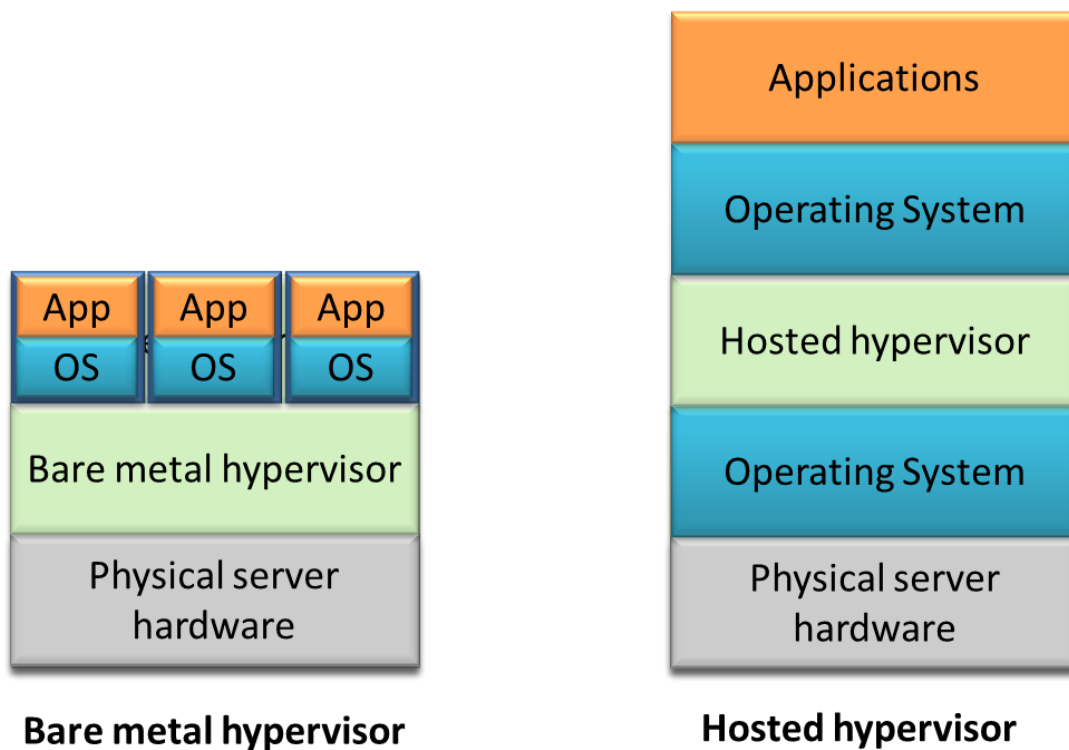 Applications
Operating System
App App App
Hosted hypervisor
OS OS OS
Bare metal hypervisor
Operating System
Physical server
hardware
Physical server
hardware
Bare metal hypervisor
Hosted hypervisor